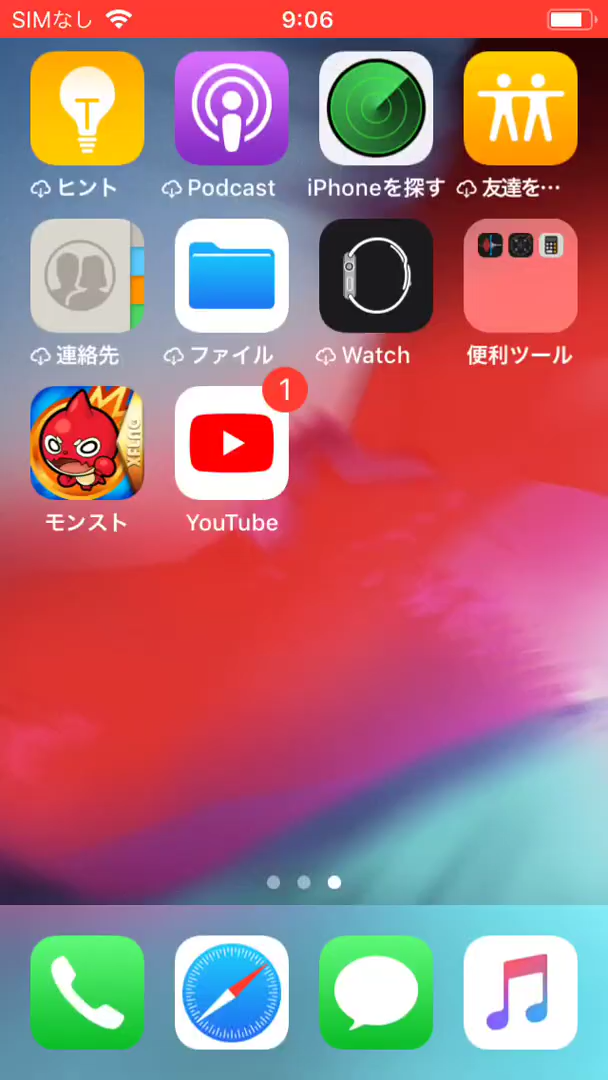 SIMなし 9:06
ヒント Podcast iPhoneを探す 友達を…
連絡先 ファイル Watch 便利ツール
1
XFLAG
モンスト YouTube